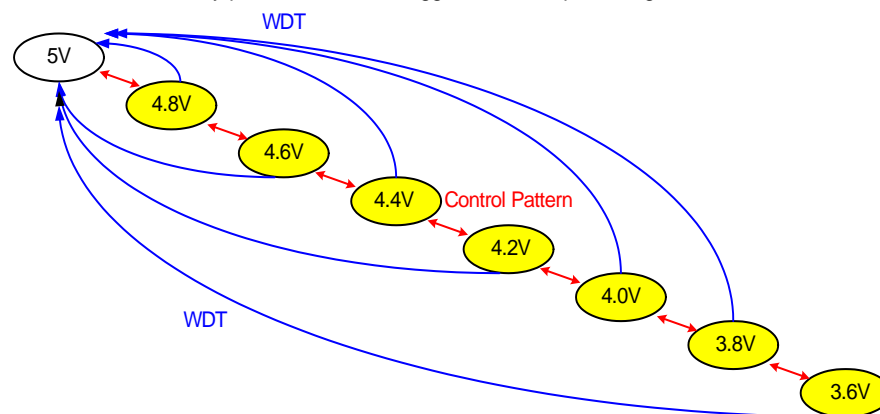 WDT
5V
4.8V
4.6V
4.4V
Control Pattern
4.2V
4.0V
WDT
3.8V
3.6V